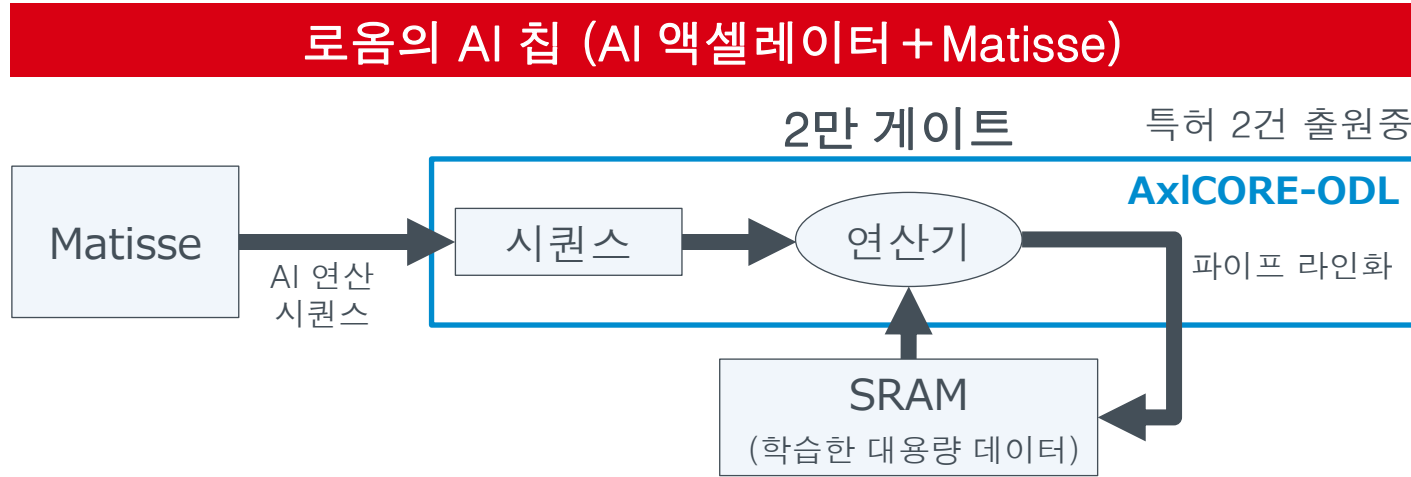 로옴의 AI 칩 (AI 액셀레이터+Matisse)
2만 게이트
특허 2건 출원중
AxlCORE-ODL
Matisse
시퀀스
연산기
AI 연산
시퀀스
파이프 라인화
SRAM
(학습한 대용량 데이터)